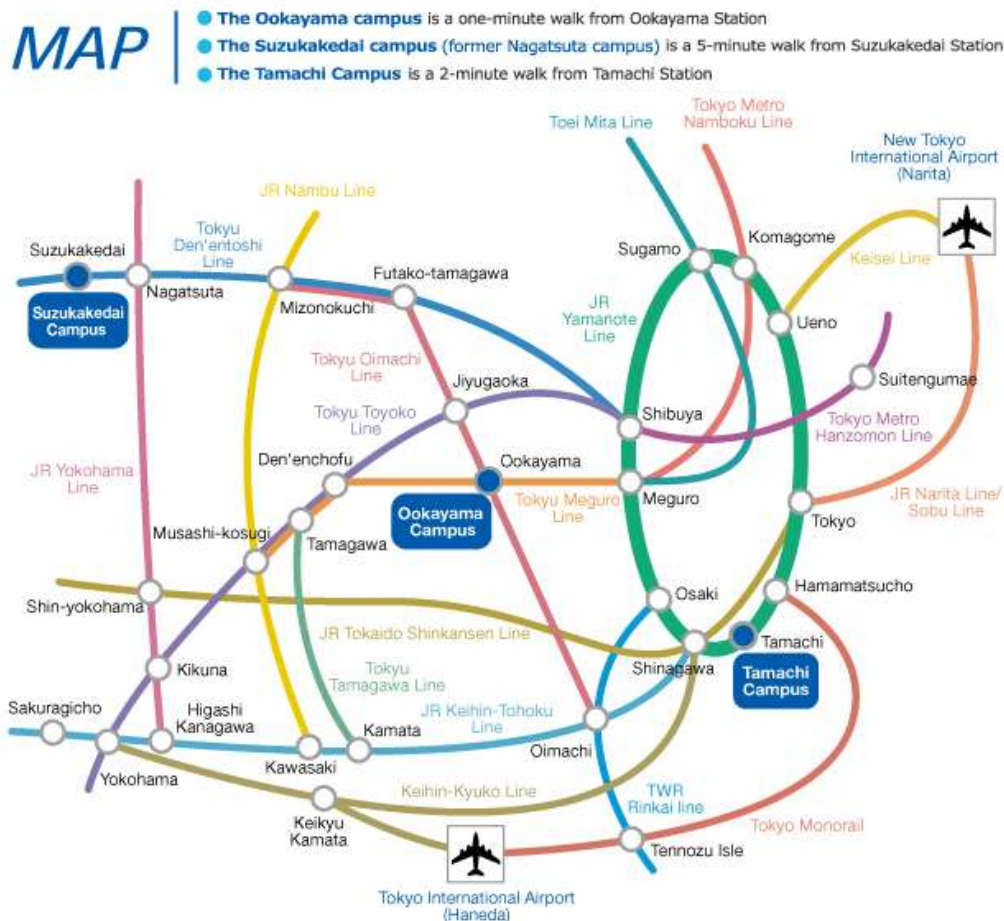 MAP
The Ookayama campus is a one-minute walk from Ookayama Station
The Suzukakedai campus (former Nagatsuta campus) is a 5-minute walk from Suzukakedai Station
The Tamachi Campus is a 2-minute walk from Tamachi Station
Toei Mita Line
Tokyo Metro
Namboku Line
New Tokyo
International Airport
(Narita)
JR Nambu Line
Tokyu
Den'entoshi
Line
Suzukakedai
Nagatsuta
Suzukakedai
Campus
Mizonokuchi
Futako-tamagawa
Sugamo
Komagome
Keisei Line
JR
Yamanote
Line
Ueno
Tokyu Oimachi
Line
Jiyugaoka
Tokyu Toyoko
Line
Shibuya
Suitengumae
Tokyo Metro
Hanzomon Line
JR Yokohama
Line
Den'enchofu
Ookayama
Ookayama
Campus
Tokyu Meguro
Line
Meguro
JR Narita Line/
Sobu Line
Tokyo
Musashi-kosugi
Tamagawa
Shin-yokohama
Osaki
Hamamatsucho
JR Tokaido Shinkansen Line
Shinagawa
Tamachi
Tamachi
Campus
Kikuna
Tokyu
Tamagawa Line
Sakuragicho
Higashi
Kanagawa
JR Keihin-Tohoku
Line
Kamata
Oimachi
Yokohama
Kawasaki
Keihin-Kyuko Line
TWR
Rinkai line
Keikyu
Kamata
Tokyo Monorail
Tennozu Isle
Tokyo International Airport
(Haneda)